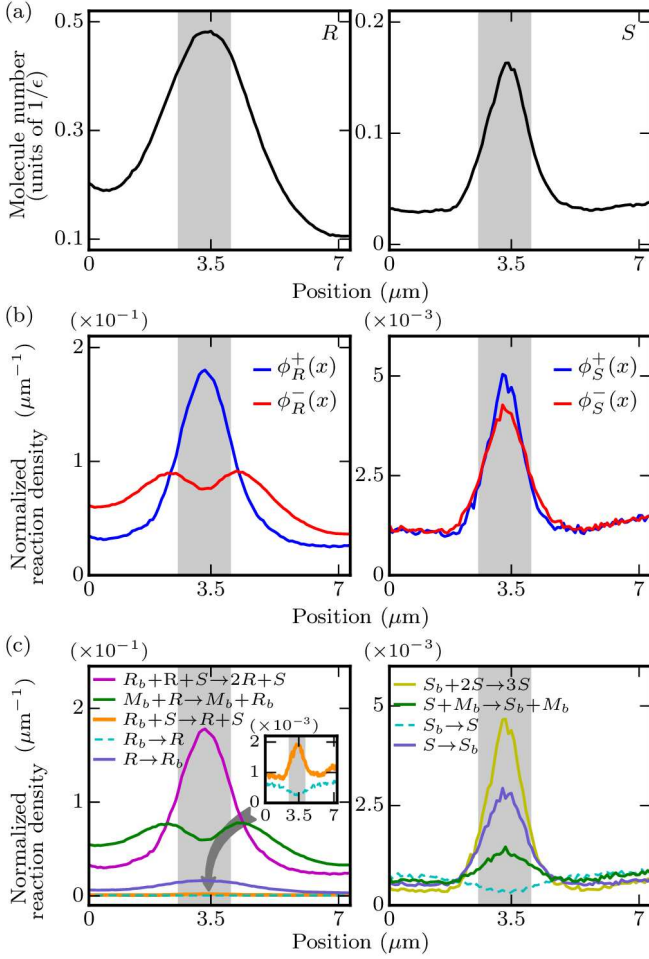 (a)
Molecule number
(units of 1/ϵ)
0.5
0.3
0.1
R
0
3.5
7
Position (μm)
0.2
0.1
0
S
0
3.5
7
Position (μm)
(b)
Normalized
reaction density (μm⁻¹)
(×10⁻¹)
2
1
0
ϕ_R^+(x)
ϕ_R^-(x)
0
3.5
7
Position (μm)
(×10⁻³)
5
2.5
0
ϕ_S^+(x)
ϕ_S^-(x)
0
3.5
7
Position (μm)
(c)
Normalized
reaction density (μm⁻¹)
(×10⁻¹)
2
1
0
R_b+R+S→2R+S
M_b+R→M_b+R_b
R_b+S→R+S
R_b→R
R→R_b
(×10⁻³)
2
1
0
0
3.5
7
0
3.5
7
Position (μm)
(×10⁻³)
5
2.5
0
S_b+2S→3S
S+M_b→S_b+M_b
S_b→S
S→S_b
0
3.5
7
Position (μm)